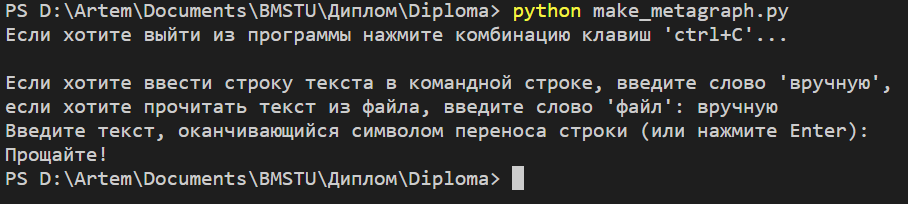 PS D:\Artem\Documents\BMSTU\Диплом\Diploma> python make_metagraph.py
Если хотите выйти из программы нажмите комбинацию клавиш 'ctrl+C'...
Если хотите ввести строку текста в командной строке, введите слово 'вручную',
если хотите прочитать текст из файла, введите слово 'файл': вручную
Введите текст, оканчивающийся символом переноса строки (или нажмите Enter):
Прощайте!
PS D:\Artem\Documents\BMSTU\Диплом\Diploma>